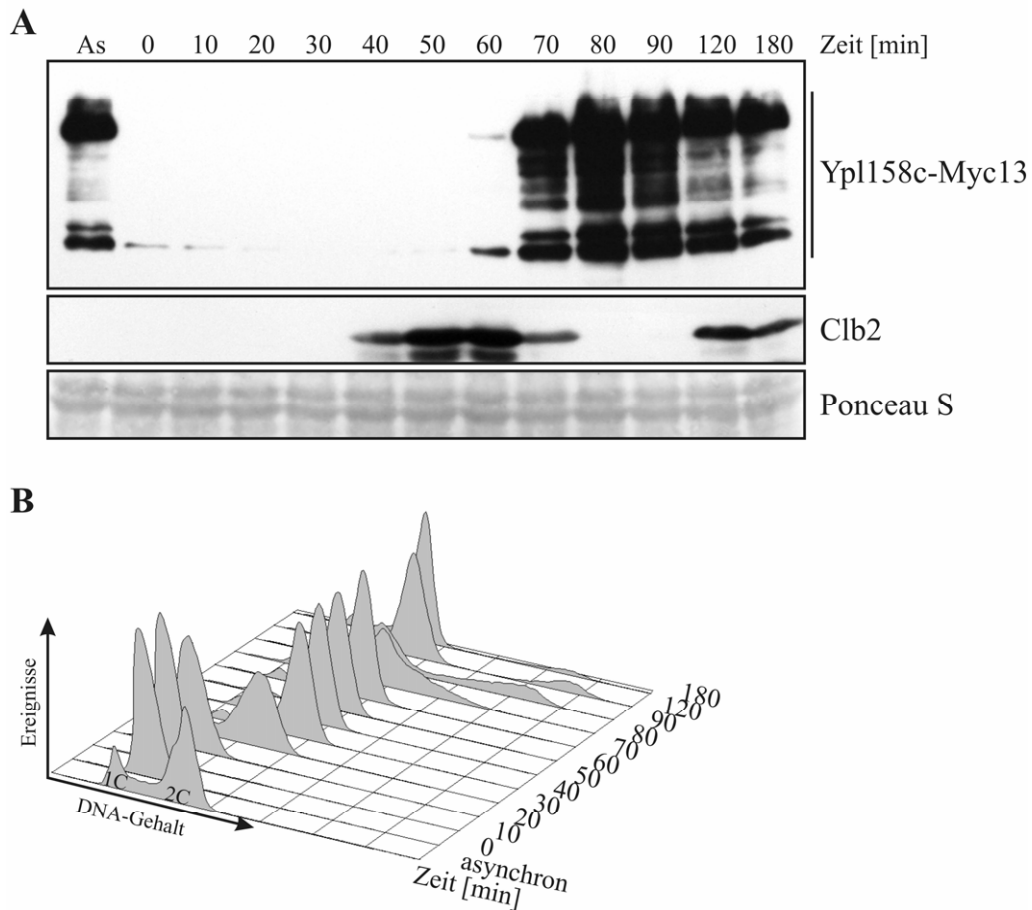 A
As 0 10 20 30 40 50 60 70 80 90 120 180 Zeit [min]
Ypl158c-Myc13
Clb2
Ponceau S
B
Ereignisse
1C
2C
DNA-Gehalt
180
120
90
80
70
60
50
40
30
20
10
0
asynchron
Zeit [min]